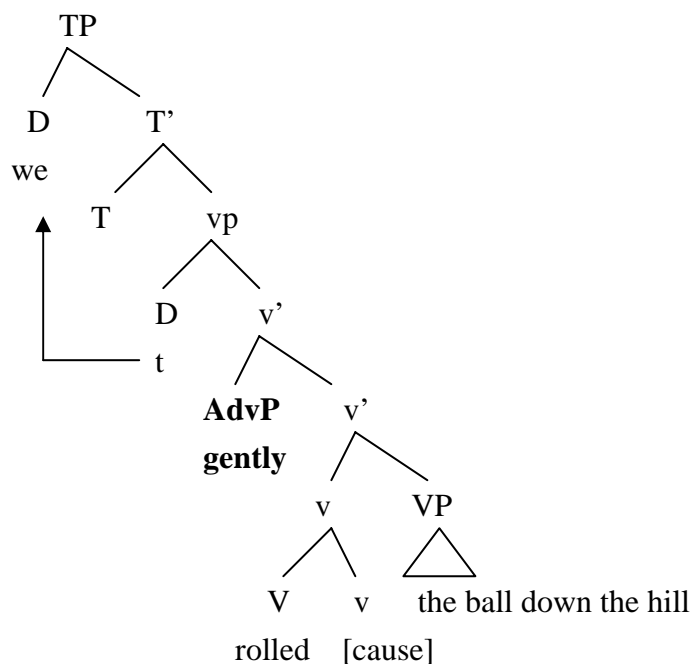 TP
D T’
we
T vp
D v’
t
AdvP v’
gently
v VP
V v the ball down the hill
rolled [cause]